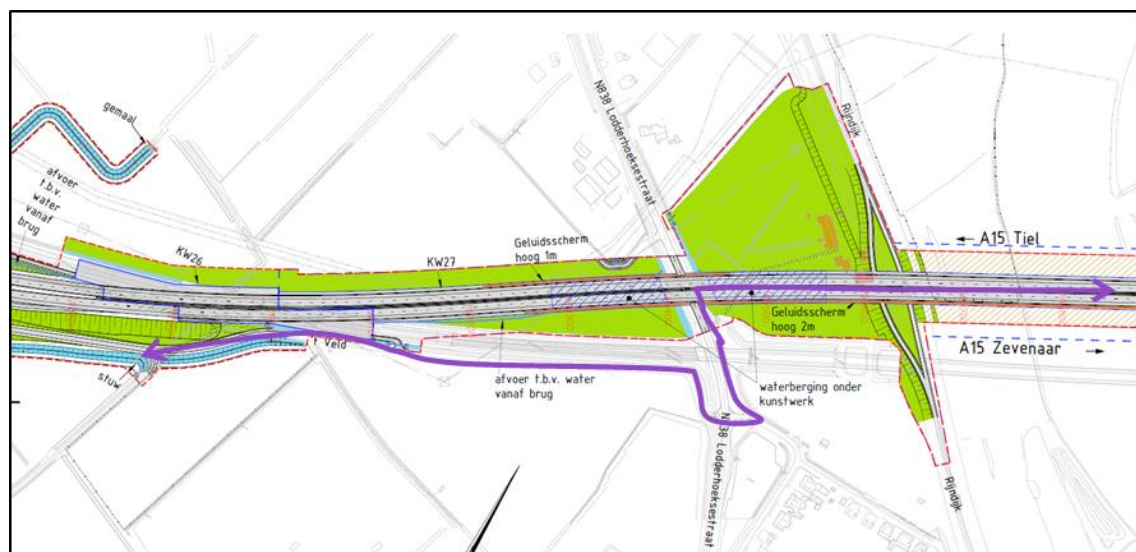 gemaal
afvoer
t.b.v.
water
vanaf
brug
KW26
KW27
Geluidsscherm
hoog 1m
N838 Lodderhoeksestraat
Rijndijk
← A15 Tiel
Geluidsscherm
hoog 2m
A15 Zevenaar →
't Veld
stuw
afvoer t.b.v. water
vanaf brug
waterberging onder
kunstwerk
N838 Lodderhoeksestraat
Rijndijk